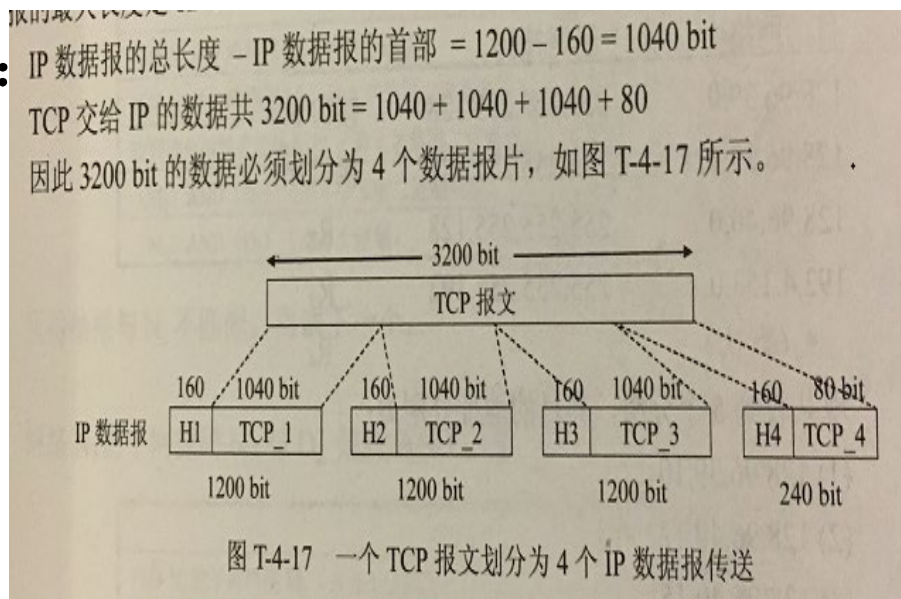 IP 数据报的总长度 – IP 数据报的首部 = 1200 – 160 = 1040 bit
TCP 交给 IP 的数据共 3200 bit = 1040 + 1040 + 1040 + 80
因此 3200 bit 的数据必须划分为 4 个数据报片，如图 T-4-17 所示。
3200 bit
TCP 报文
160 1040 bit 160 1040 bit 160 1040 bit 160 80 bit
IP 数据报 H1 TCP_1 H2 TCP_2 H3 TCP_3 H4 TCP_4
1200 bit 1200 bit 1200 bit 240 bit
图 T-4-17 一个 TCP 报文划分为 4 个 IP 数据报传送